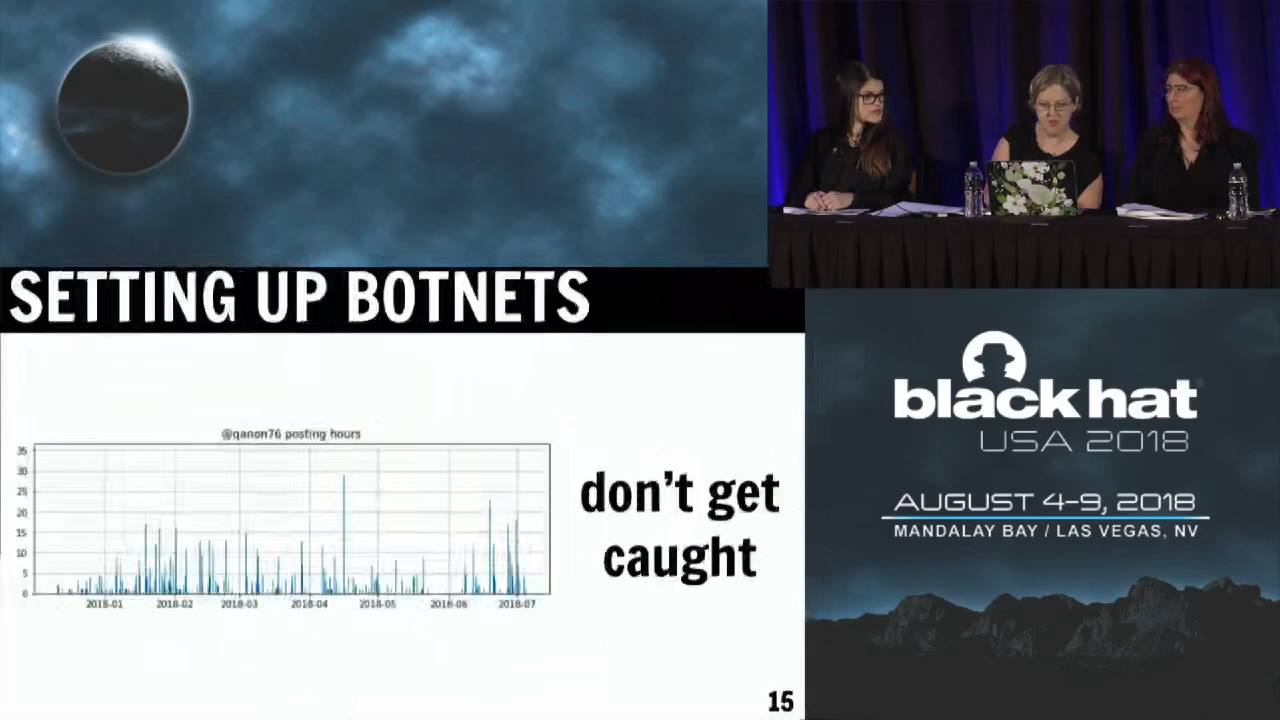 SETTING UP BOTNETS
@qanon76 posting hours
35
30
25
20
15
10
5
0
2018-01 2018-02 2018-03 2018-04 2018-05 2018-06 2018-07
don't get
caught
15
black hat
USA 2018
AUGUST 4-9, 2018
MANDALAY BAY / LAS VEGAS, NV